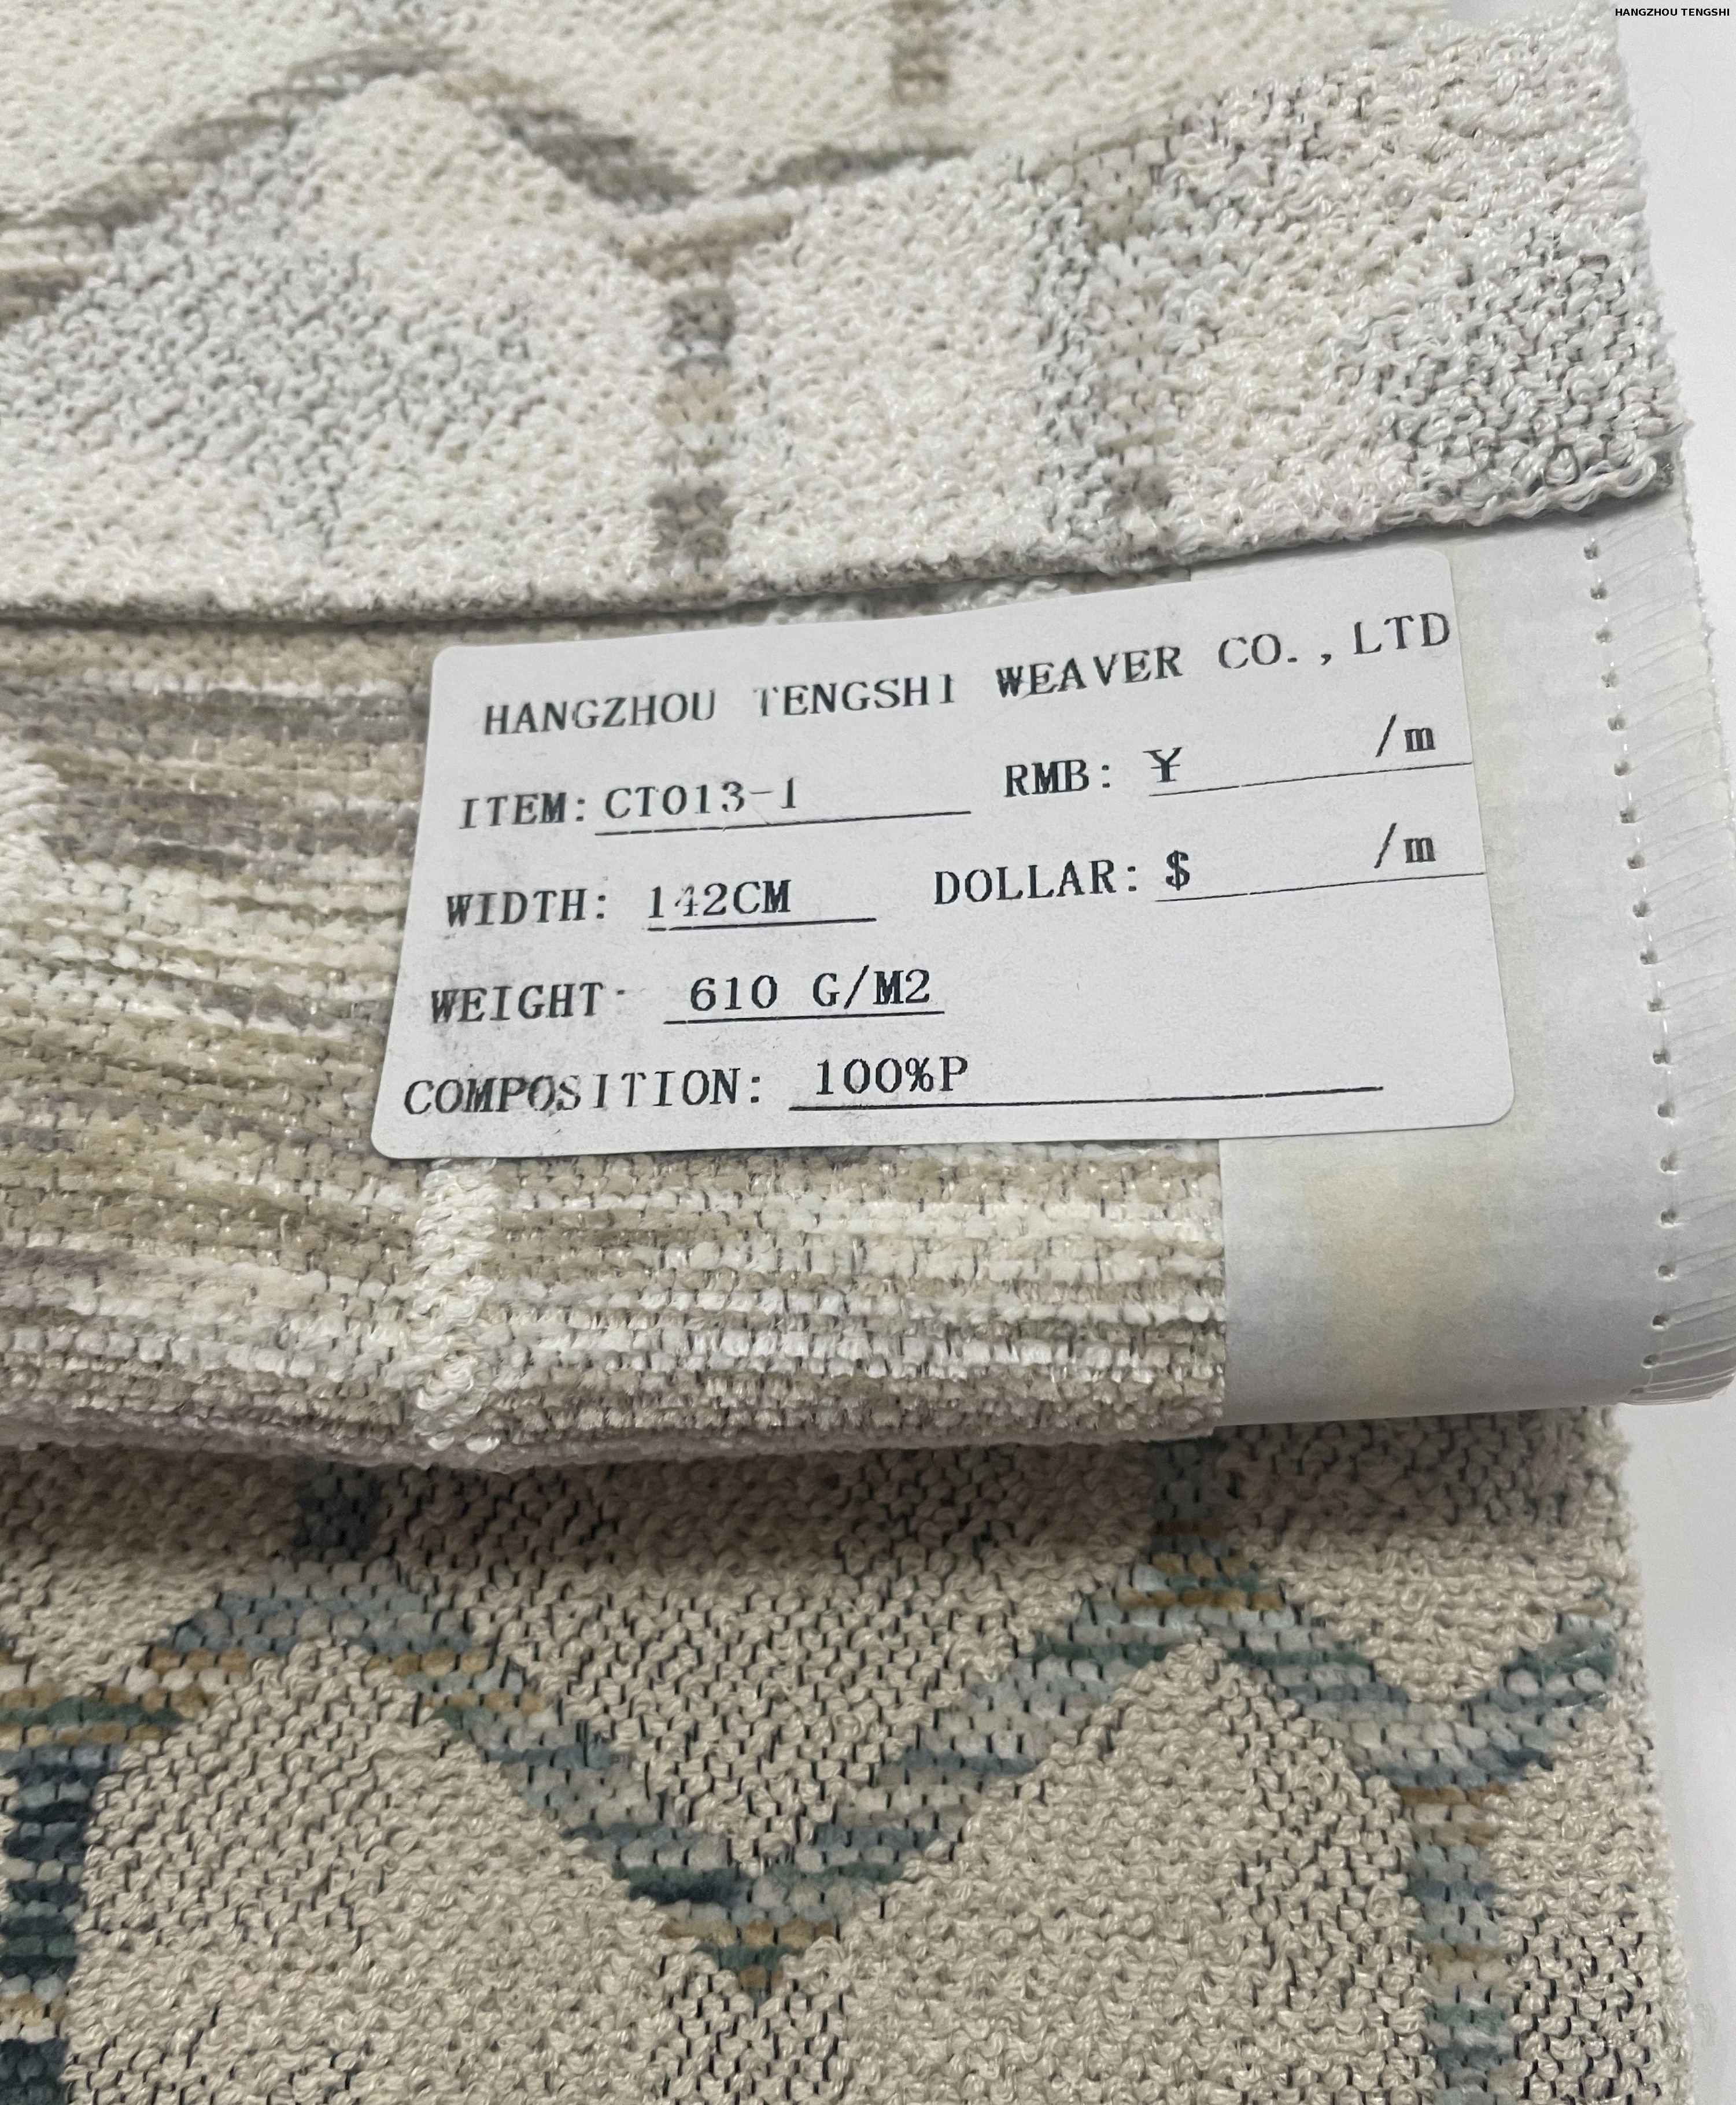 HANGZHOU TENGSHI
HANGZHOU TENGSHI WEAVER CO.,LTD
ITEM: CT013-1 RMB: ¥ /m
WIDTH: 142CM DOLLAR: $ /m
WEIGHT: 610 G/M2
COMPOSITION: 100%P